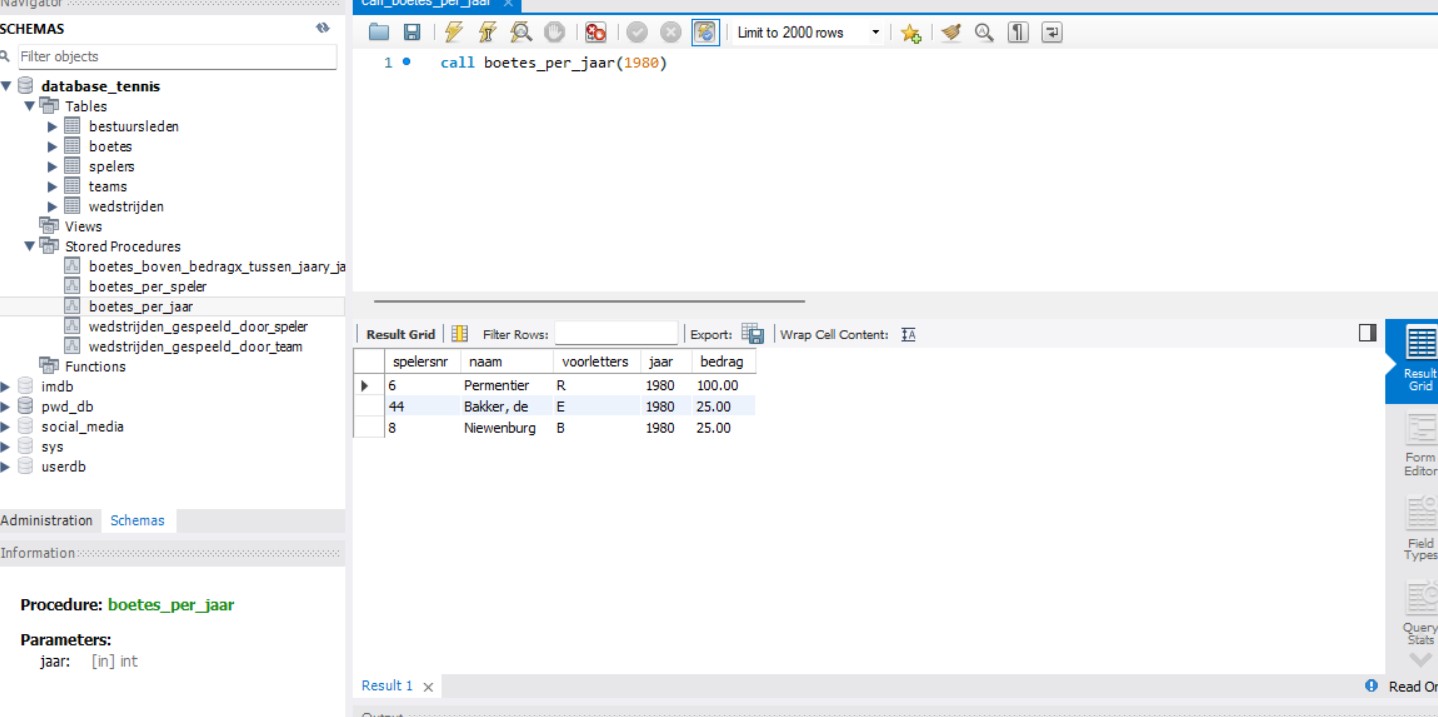 Navigator
SCHEMAS
Filter objects
database_tennis
Tables
bestuursleden
boetes
spelers
teams
wedstrijden
Views
Stored Procedures
boetes_boven_bedragx_tussen_jaary_ja
boetes_per_speler
boetes_per_jaar
wedstrijden_gespeeld_door_speler
wedstrijden_gespeeld_door_team
Functions
imdb
pwd_db
social_media
sys
userdb
Administration Schemas
Information
Procedure: boetes_per_jaar
Parameters:
jaar: [in] int
call_boetes_per_jaar
Limit to 2000 rows
1 call boetes_per_jaar(1980)
Result Grid Filter Rows: Export: Wrap Cell Content:
spelersnr naam voorletters jaar bedrag
6 Permentier R 1980 100.00
44 Bakker, de E 1980 25.00
8 Niewenburg B 1980 25.00
Result
Grid
Form
Editor
Field
Types
Query
Stats
Result 1
Read On
Output